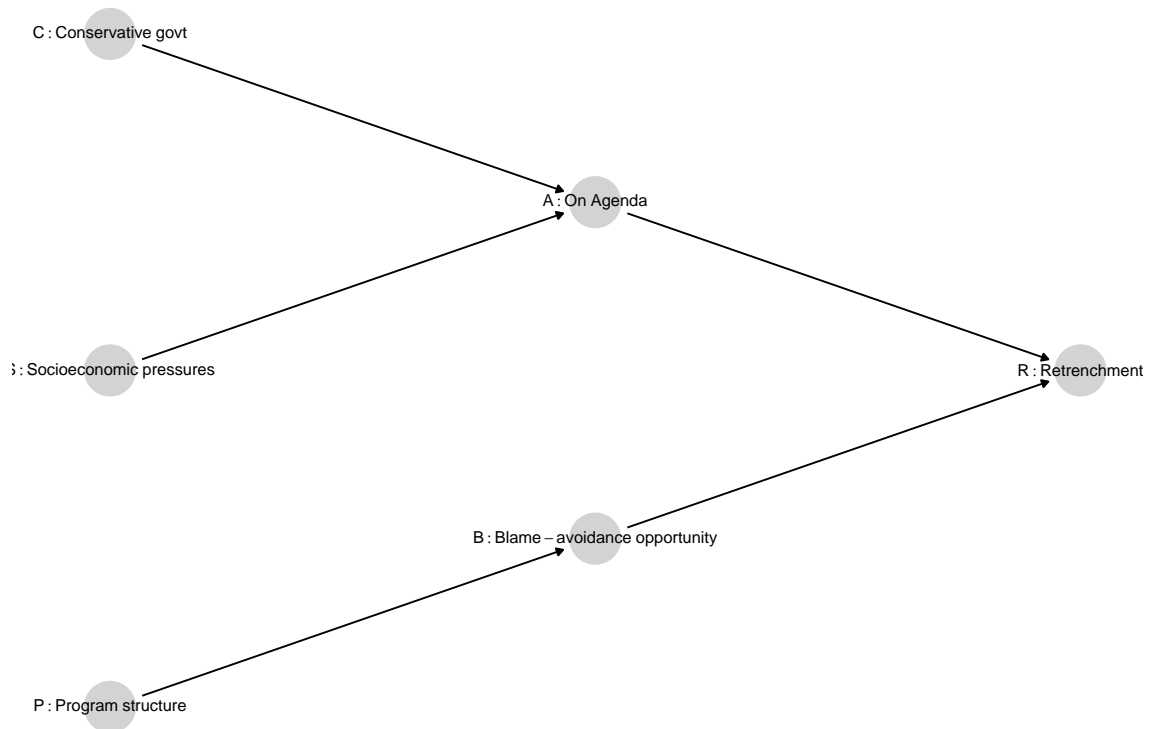 C : Conservative govt
A : On Agenda
: Socioeconomic pressures
R : Retrenchment
B : Blame – avoidance opportunity
P : Program structure